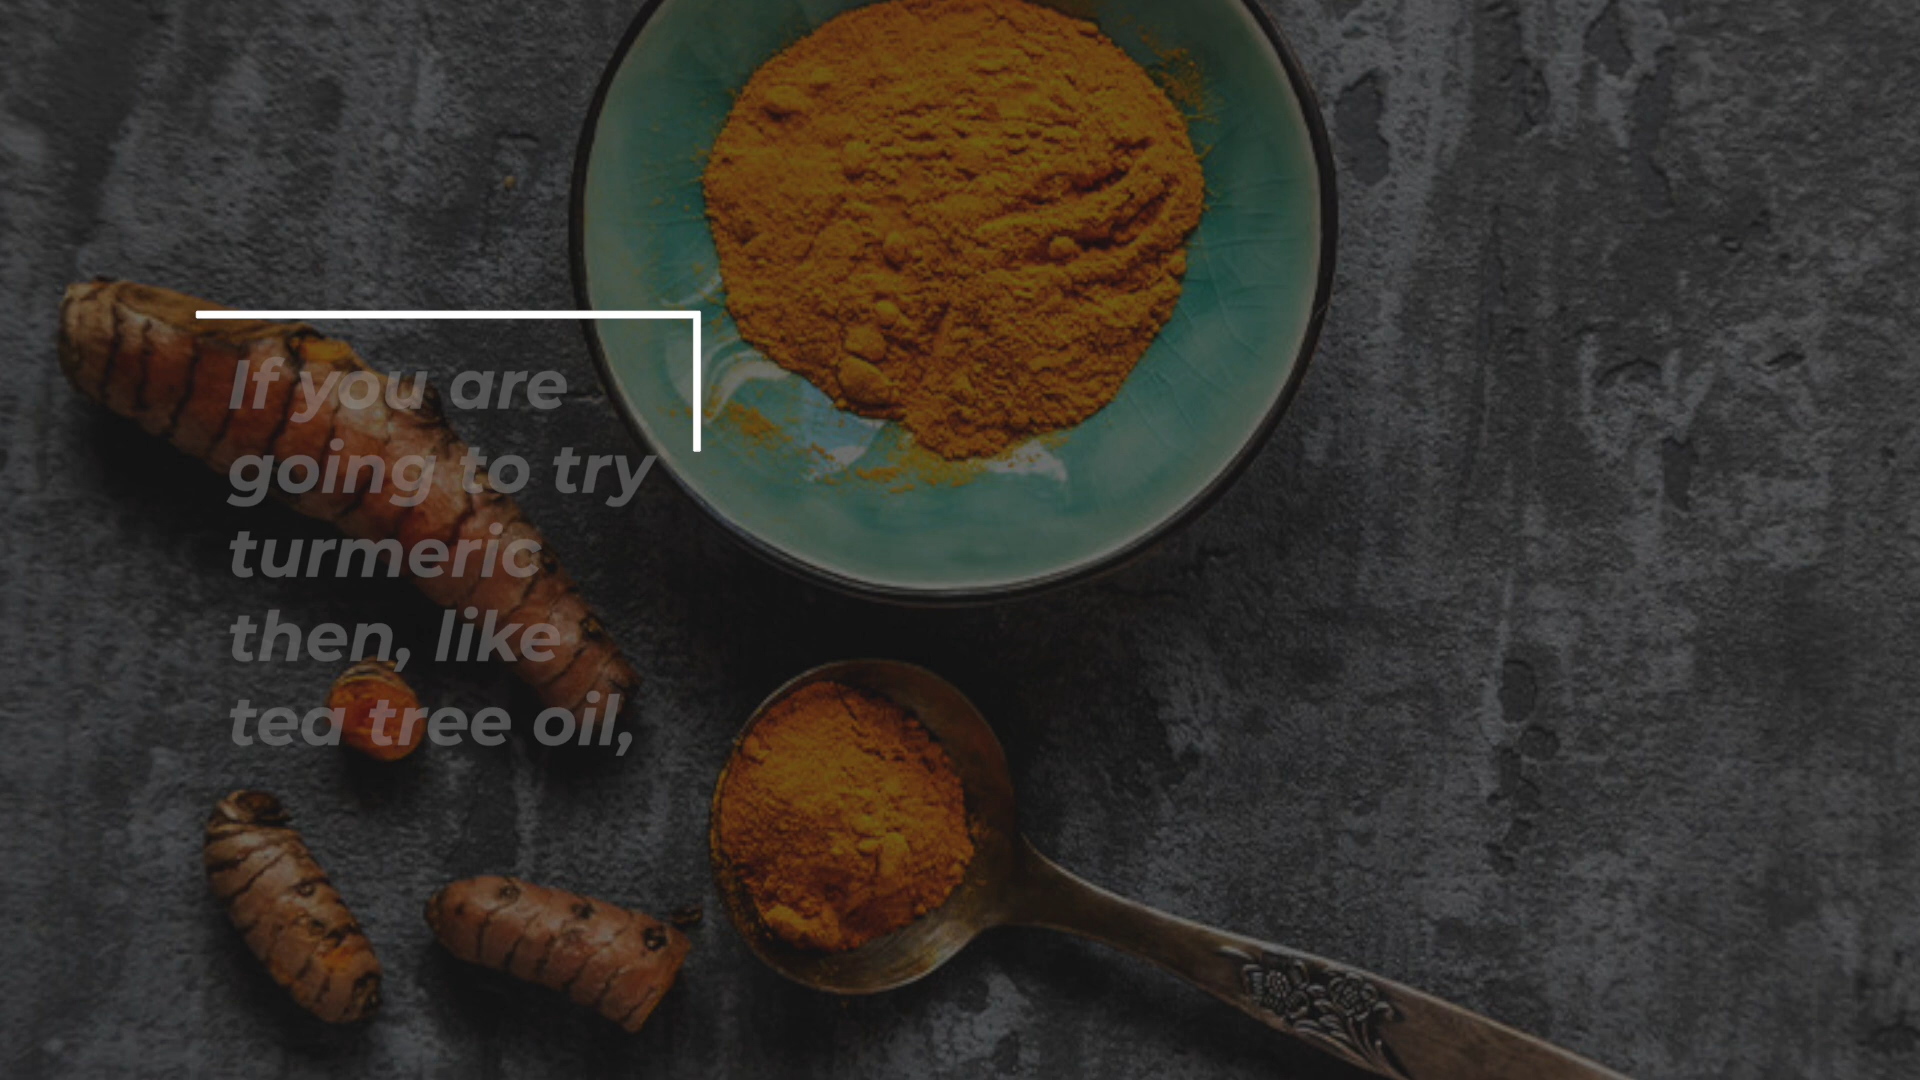 If you are
going to try
turmeric
then, like
tea tree oil,